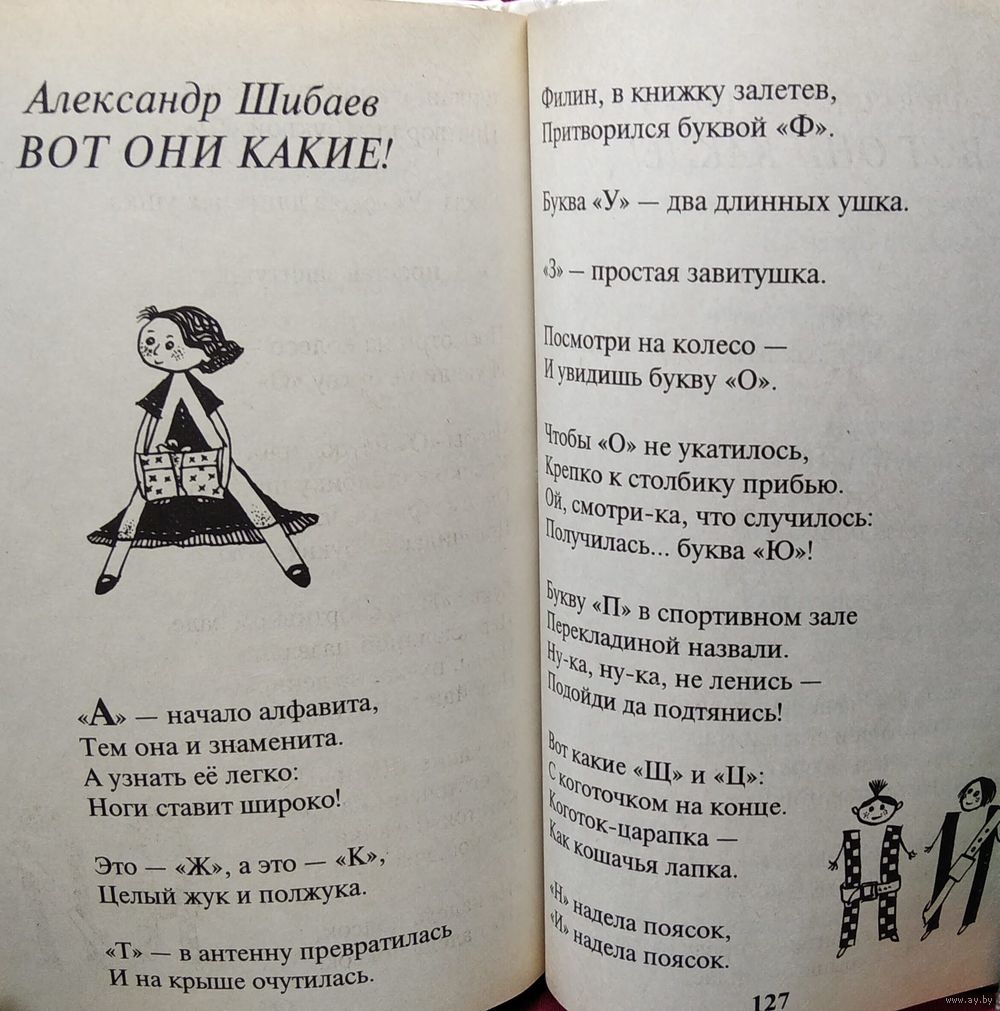 Александр Шибаев
ВОТ ОНИ КАКИЕ!
«А» — начало алфавита,
Тем она и знаменита.
А узнать её легко:
Ноги ставит широко!
Это — «Ж», а это — «К»,
Целый жук и полжука.
«Т» — в антенну превратилась
И на крыше очутилась.
Филин, в книжку залетев,
Притворился буквой «Ф».
Буква «У» — два длинных ушка.
«З» — простая завитушка.
Посмотри на колесо —
И увидишь букву «О».
Чтобы «О» не укатилось,
Крепко к столбику прибью.
Ой, смотри-ка, что случилось:
Получилась... буква «Ю»!
Букву «П» в спортивном зале
Перекладиной назвали.
Ну-ка, ну-ка, не ленись —
Подойди да подтянись!
Вот какие «Щ» и «Ц»:
С коготочком на конце.
Коготок-царапка —
Как кошачья лапка.
«Н» надела поясок,
«И» надела поясок.
127
www.ay.by